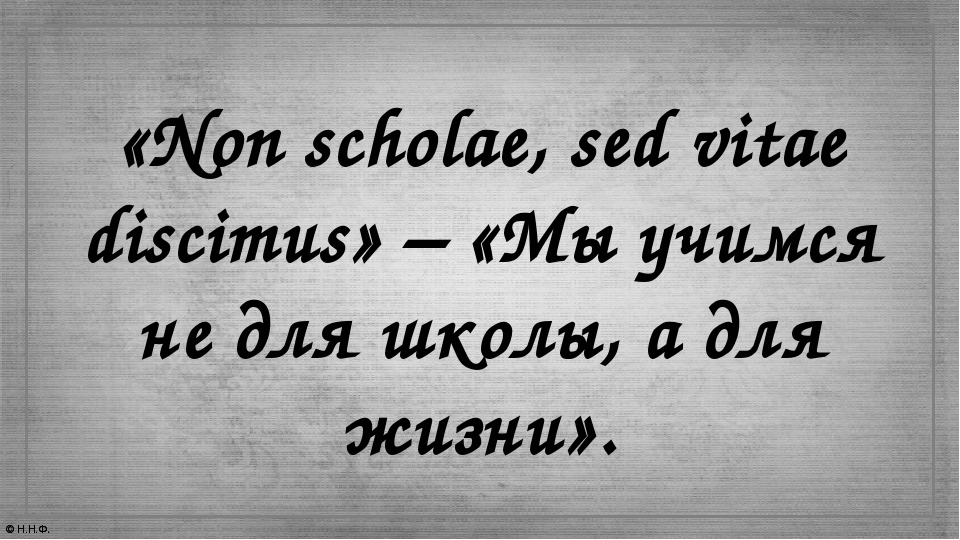 «Non scholae, sed vitae
discimus» – «Мы учимся
не для школы, а для
жизни».
© Н.Н.Ф.